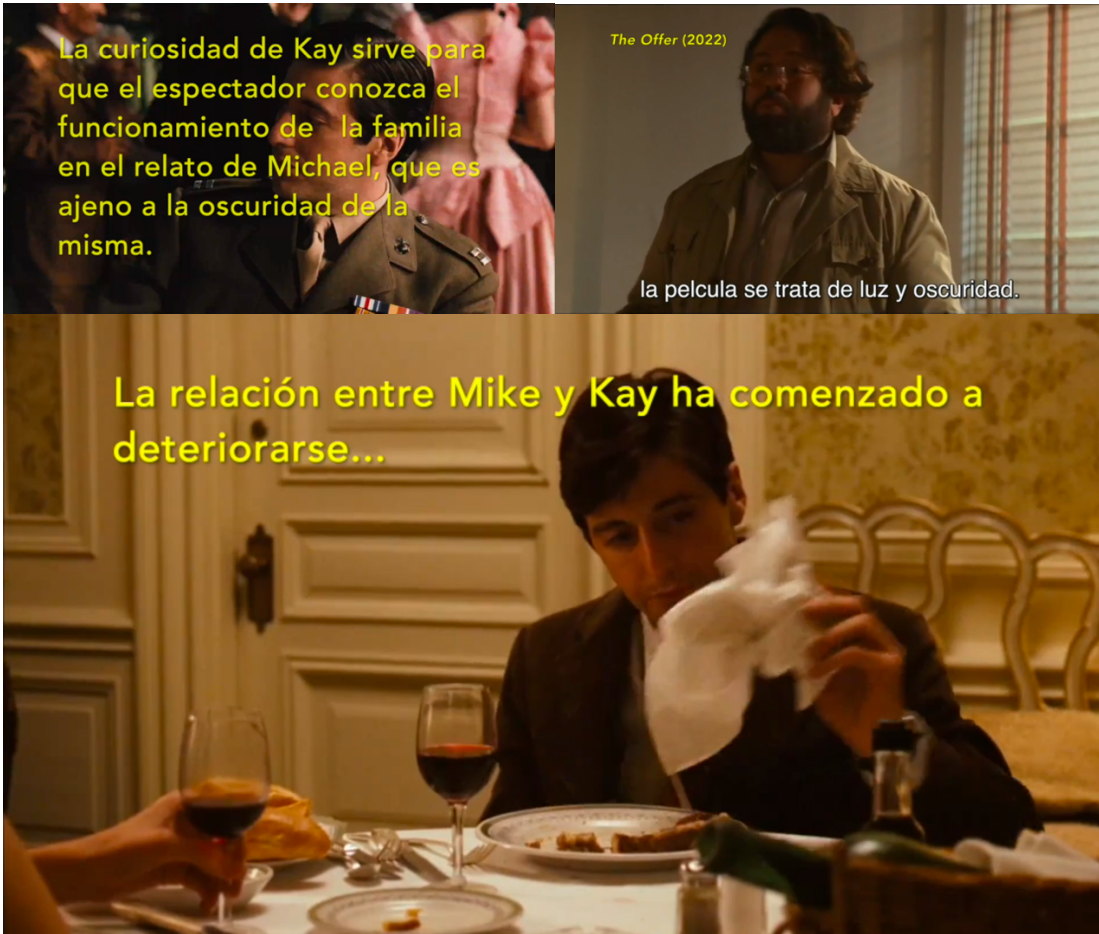 La curiosidad de Kay sirve para
que el espectador conozca el
funcionamiento de la familia
en el relato de Michael, que es
ajeno a la oscuridad de la
misma.
The Offer (2022)
la pelcula se trata de luz y oscuridad.
La relación entre Mike y Kay ha comenzado a
deteriorarse...